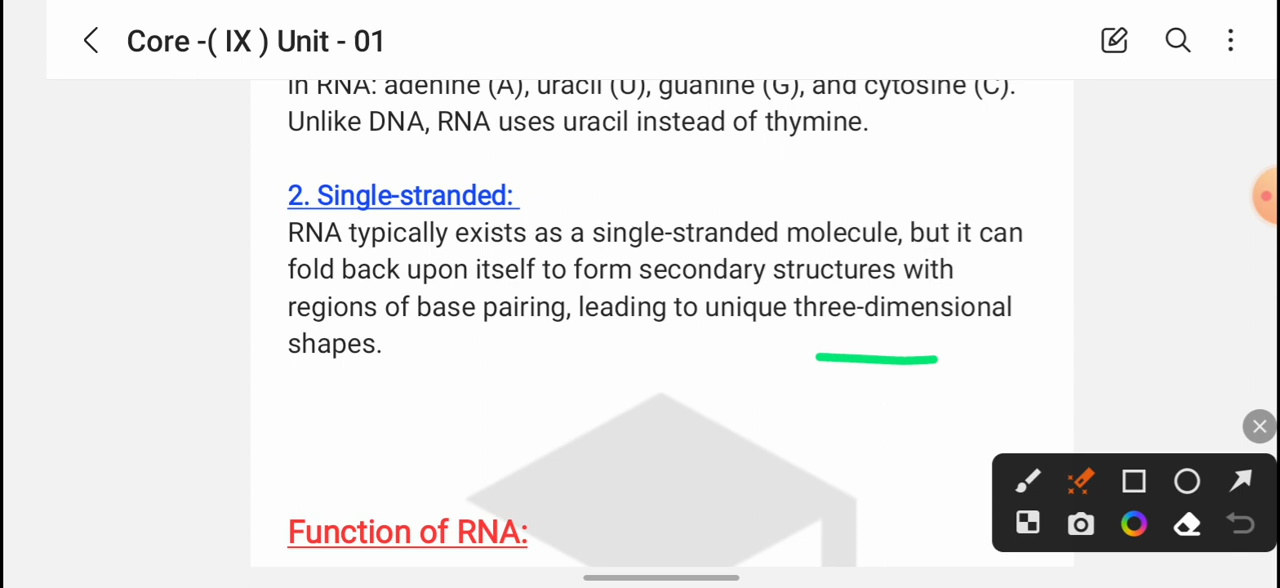 Core -( IX ) Unit - 01
in RNA: adenine (A), uracil (U), guanine (G), and cytosine (C).
Unlike DNA, RNA uses uracil instead of thymine.
2. Single-stranded:
RNA typically exists as a single-stranded molecule, but it can
fold back upon itself to form secondary structures with
regions of base pairing, leading to unique three-dimensional
shapes.
Function of RNA: